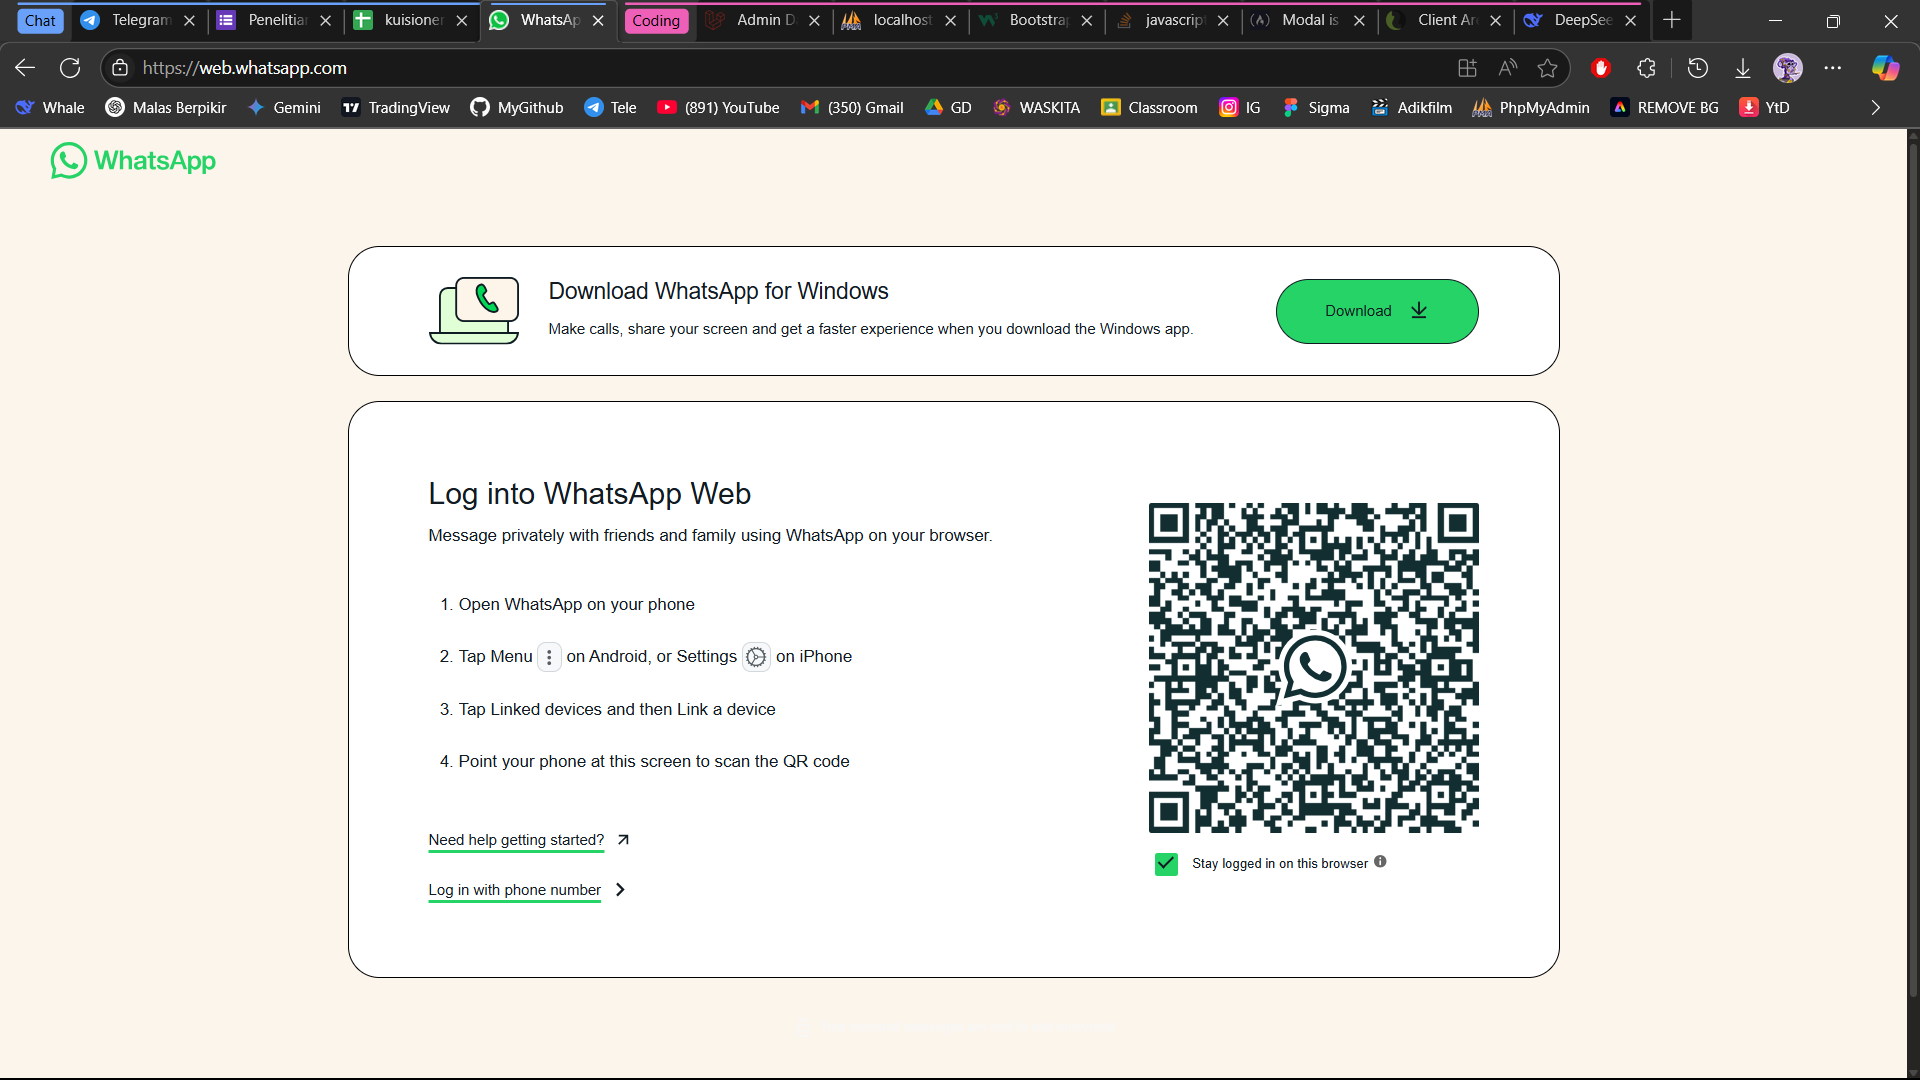 Chat
Telegram
Penelitian
kuisioner
WhatsAp
Coding
Admin D
localhost
Bootstrap
javascript
Modal is
Client Are
DeepSee
https://web.whatsapp.com
Whale
Malas Berpikir
Gemini
TradingView
MyGithub
Tele
(891) YouTube
(350) Gmail
GD
WASKITA
Classroom
IG
Sigma
Adikfilm
PhpMyAdmin
REMOVE BG
YtD
WhatsApp
Download WhatsApp for Windows
Make calls, share your screen and get a faster experience when you download the Windows app.
Download
Log into WhatsApp Web
Message privately with friends and family using WhatsApp on your browser.
1. Open WhatsApp on your phone
2. Tap Menu on Android, or Settings on iPhone
3. Tap Linked devices and then Link a device
4. Point your phone at this screen to scan the QR code
Need help getting started?
Log in with phone number
Stay logged in on this browser